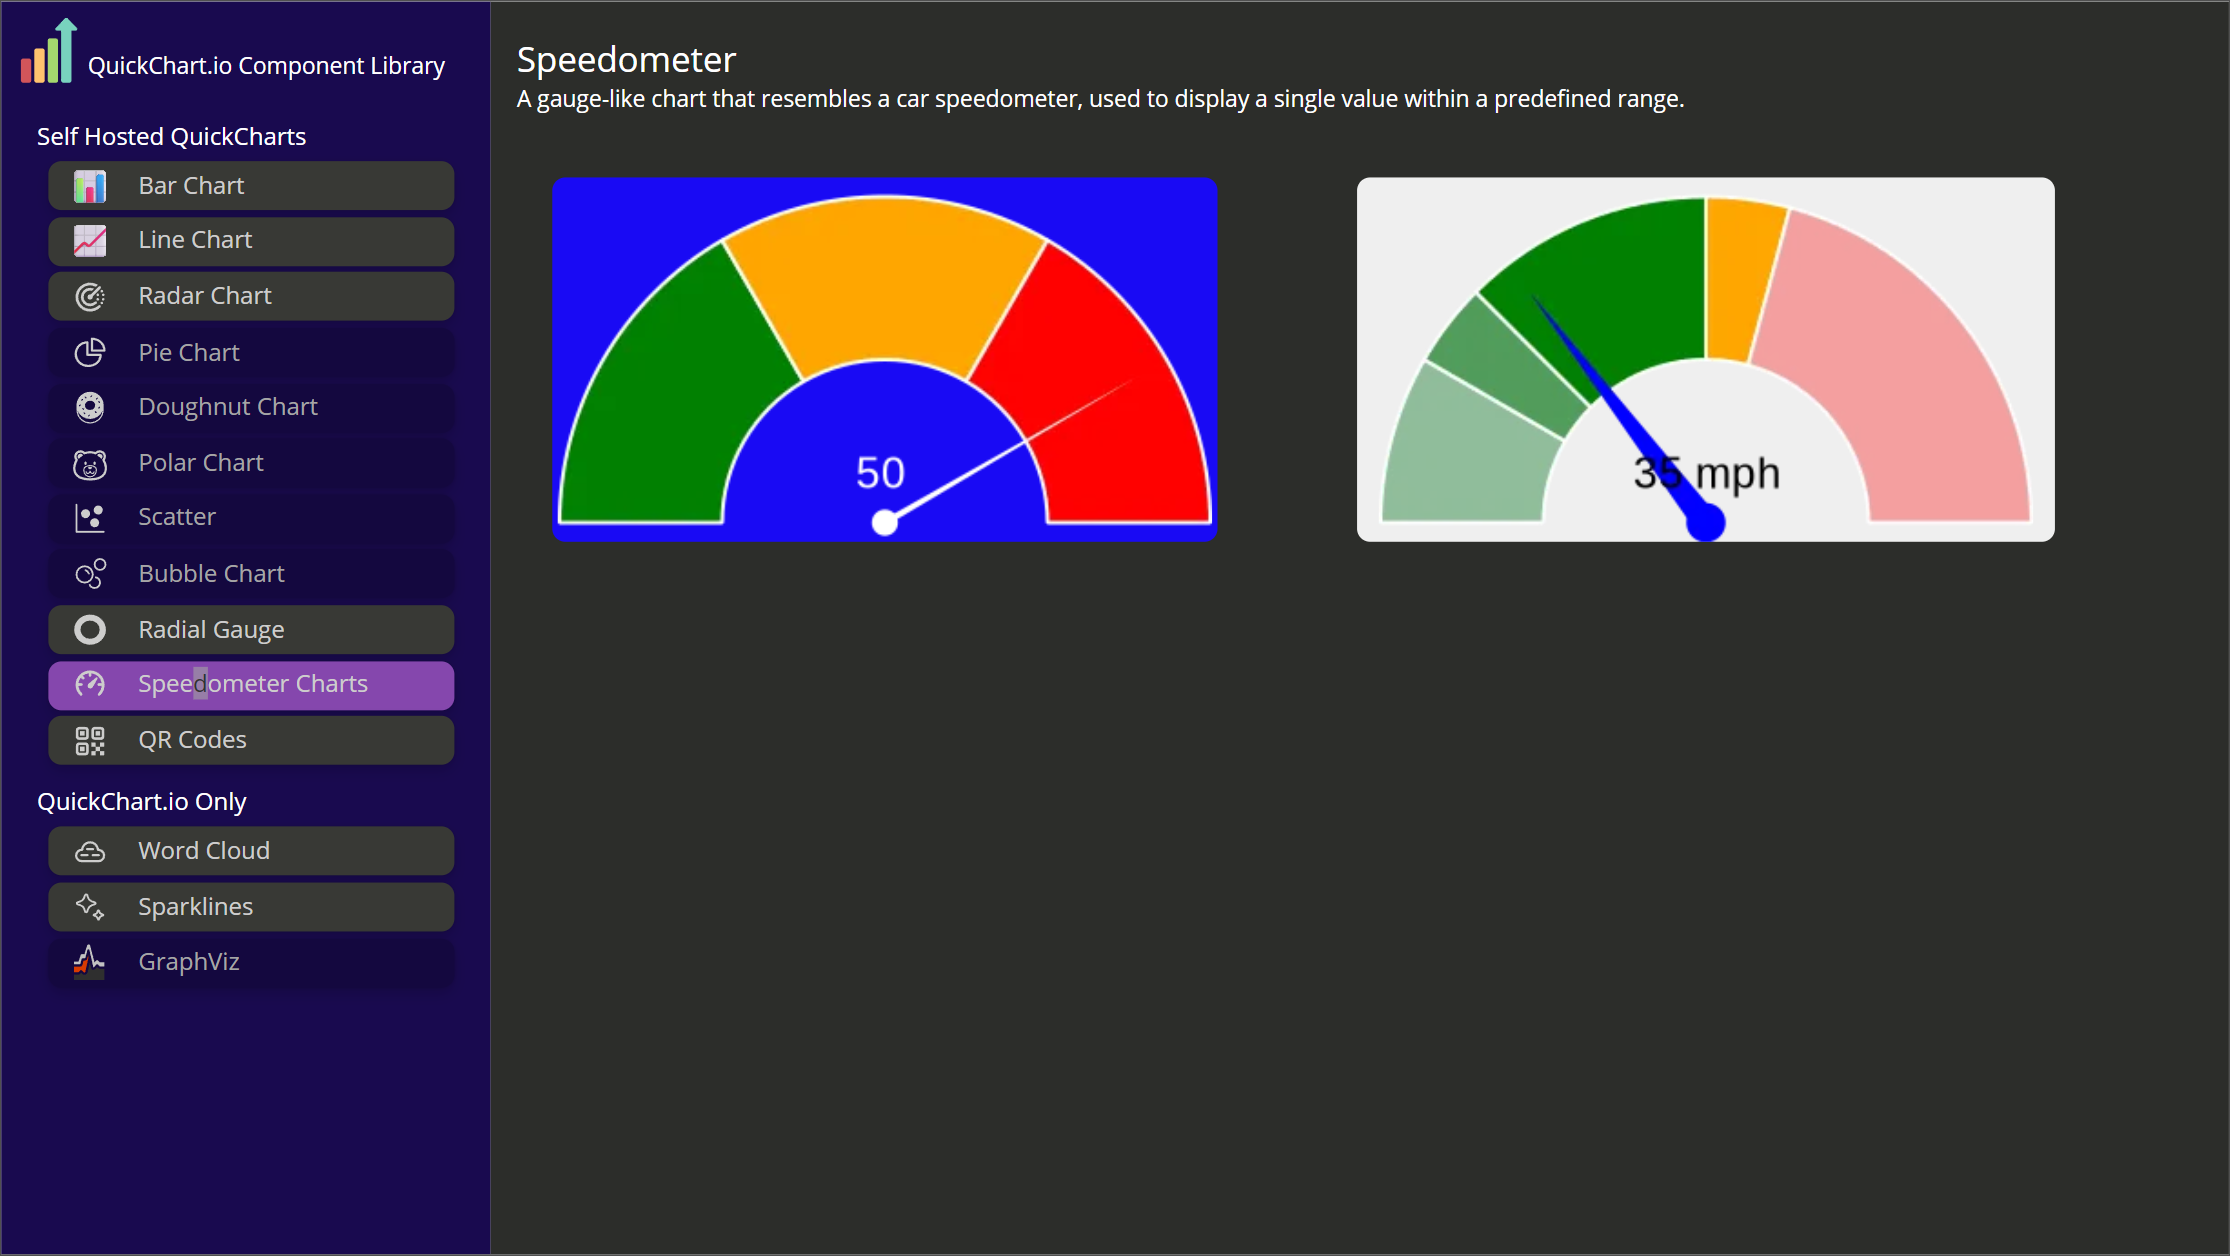 QuickChart.io Component Library
Self Hosted QuickCharts
Bar Chart
Line Chart
Radar Chart
Pie Chart
Doughnut Chart
Polar Chart
Scatter
Bubble Chart
Radial Gauge
Speedometer Charts
QR Codes
QuickChart.io Only
Word Cloud
Sparklines
GraphViz
Speedometer
A gauge-like chart that resembles a car speedometer, used to display a single value within a predefined range.
50
35 mph